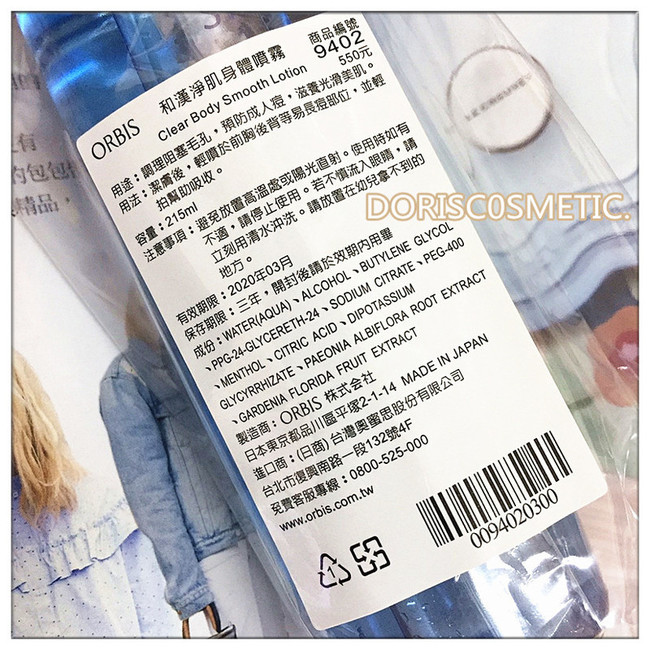 ORBIS
和漢淨肌身體噴霧
Clear Body Smooth Lotion
商品編號
9402
550元
用途：調理阻塞毛孔，預防成人痘，滋養光滑美肌。
用法：潔膚後，輕噴於前胸後背等易長痘部位，並輕
拍幫助吸收。
容量：215ml
注意事項：避免放置高溫處或陽光直射。使用時如有
不適，請停止使用。若不慎流入眼睛，請
立刻用清水沖洗。請放置在幼兒拿不到的
地方。
有效期限：2020年03月
保存期限：三年，開封後請於效期內用畢
成份：WATER(AQUA)、ALCOHOL、BUTYLENE GLYCOL
、PPG-24-GLYCERETH-24、SODIUM CITRATE、PEG-400
、MENTHOL、CITRIC ACID、DIPOTASSIUM
GLYCYRRHIZATE、PAEONIA ALBIFLORA ROOT EXTRACT
、GARDENIA FLORIDA FRUIT EXTRACT
製造商：ORBIS 株式会社
日本東京都品川區平塚2-1-14 MADE IN JAPAN
進口商：(日商) 台灣奧蜜思股份有限公司
台北市復興南路一段132號4F
免費客服專線：0800-525-000
www.orbis.com.tw
1
0094020300
有
的包包
精品，
DORISC0SMETIC.